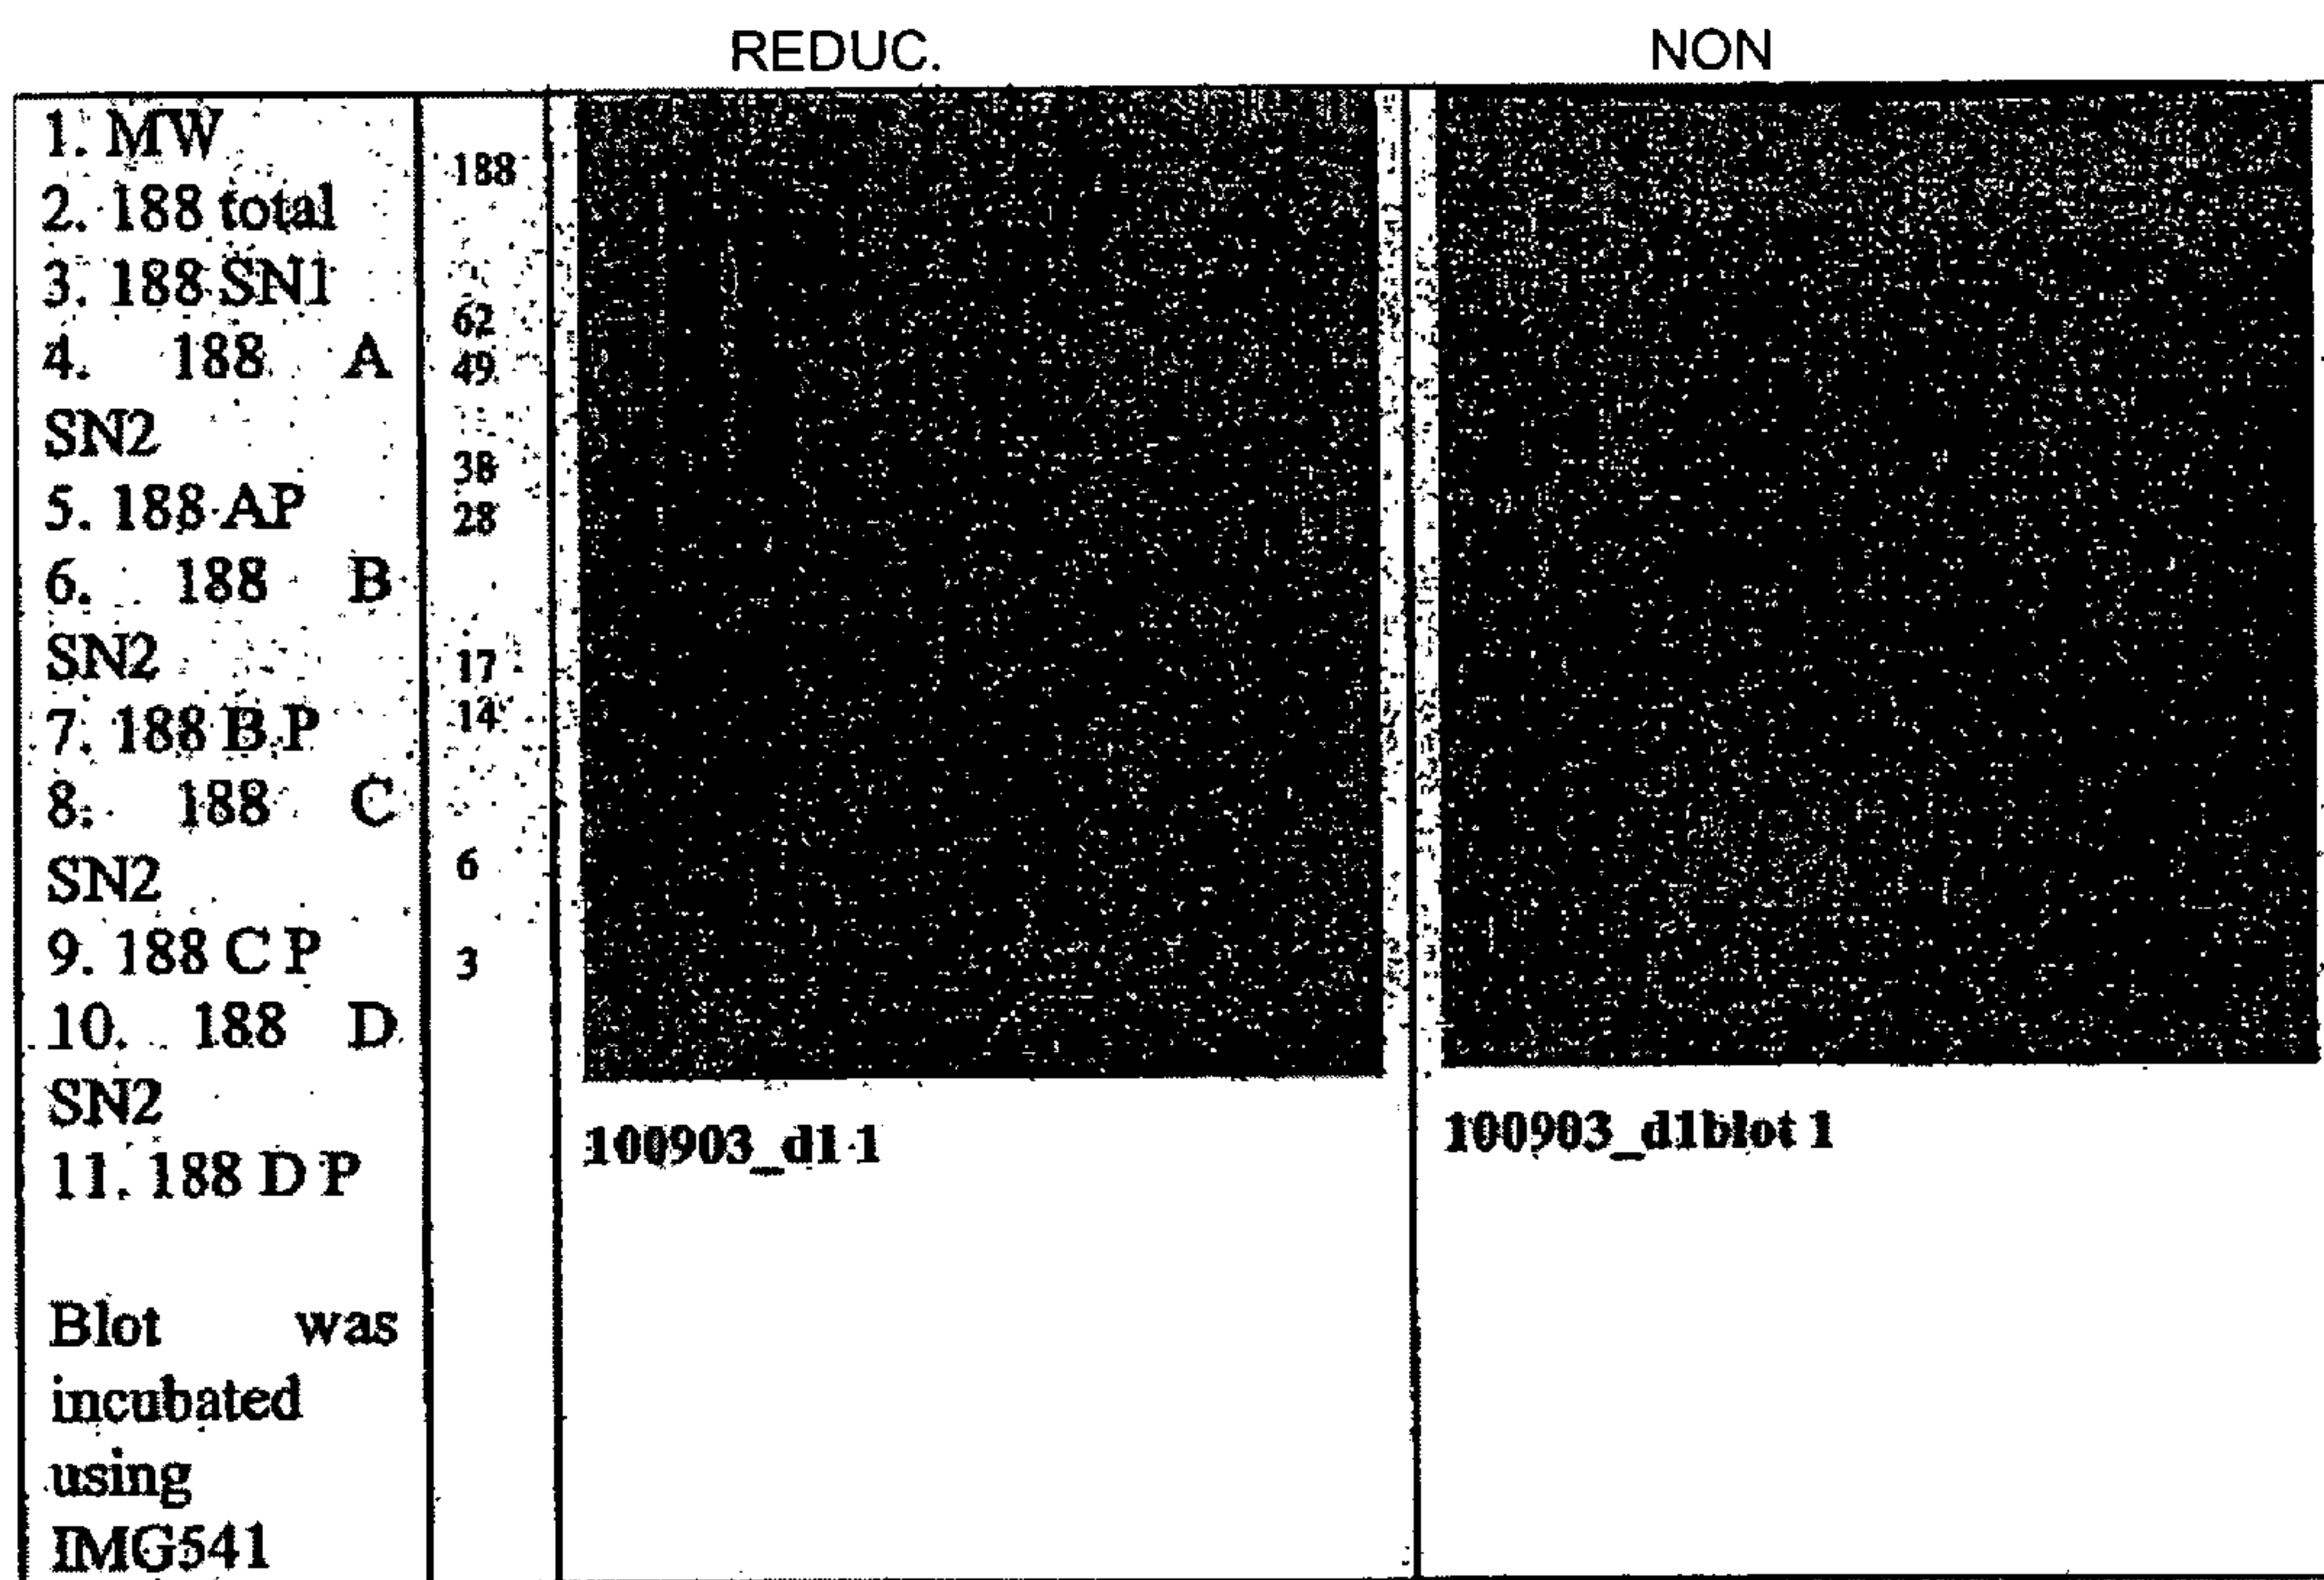 REDUC.
NON
1. MW
2. 188 total
3. 188 SN1
4. 188 A
SN2
5. 188 AP
6. 188 B
SN2
7. 188 B P
8. 188 C
SN2
9. 188 C P
10. 188 D
SN2
11. 188 D P
Blot was
incubated
using
IMG541
188
62
49
38
28
17
14
6
3
100903_d1 1
100903_d1blot 1